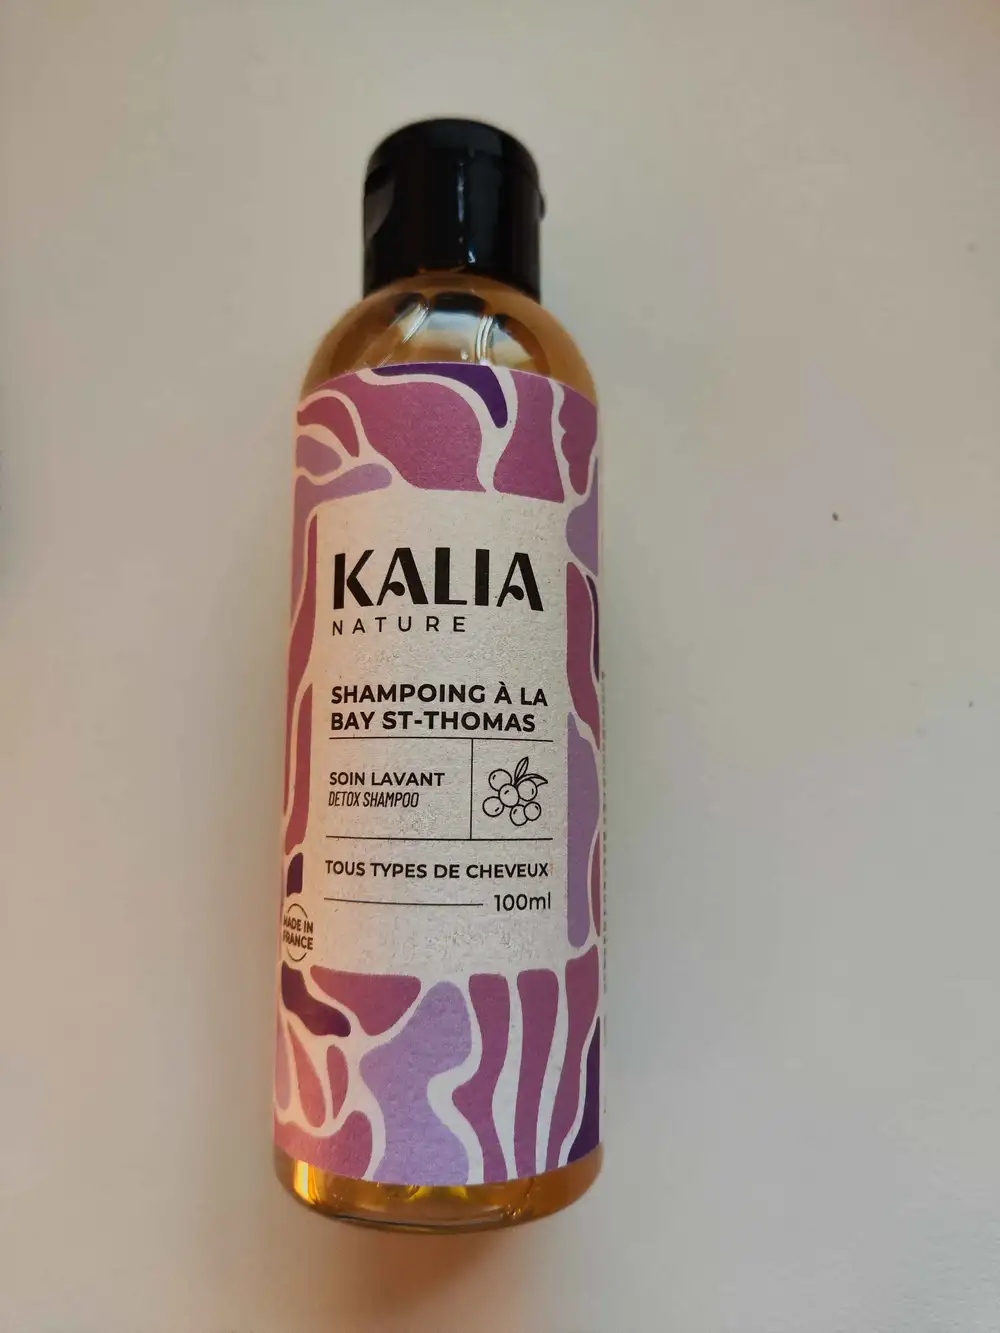 KALIA
NATURE
SHAMPOING À LA
BAY ST-THOMAS
SOIN LAVANT
DETOX SHAMPOO
TOUS TYPES DE CHEVEUX
100ml
MADE IN
FRANCE